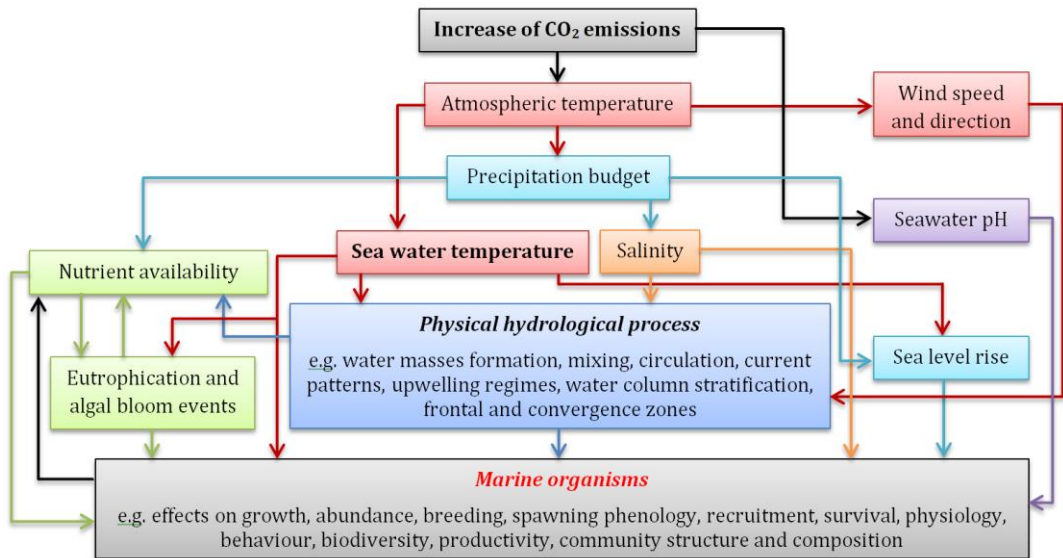 Increase of CO₂ emissions
Atmospheric temperature
Wind speed
and direction
Precipitation budget
Seawater pH
Sea water temperature
Salinity
Nutrient availability
Physical hydrological process
e.g. water masses formation, mixing, circulation, current
patterns, upwelling regimes, water column stratification,
frontal and convergence zones
Sea level rise
Eutrophication and
algal bloom events
Marine organisms
e.g. effects on growth, abundance, breeding, spawning phenology, recruitment, survival, physiology,
behaviour, biodiversity, productivity, community structure and composition